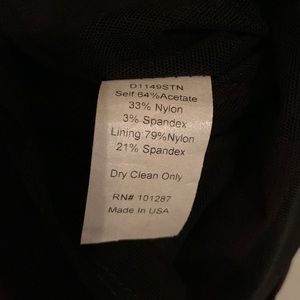 D1149STN
Self:64%Acetate
33% Nylon
3% Spandex
Lining:79%Nylon
21% Spandex
Dry Clean Only
RN# 101287
Made In USA